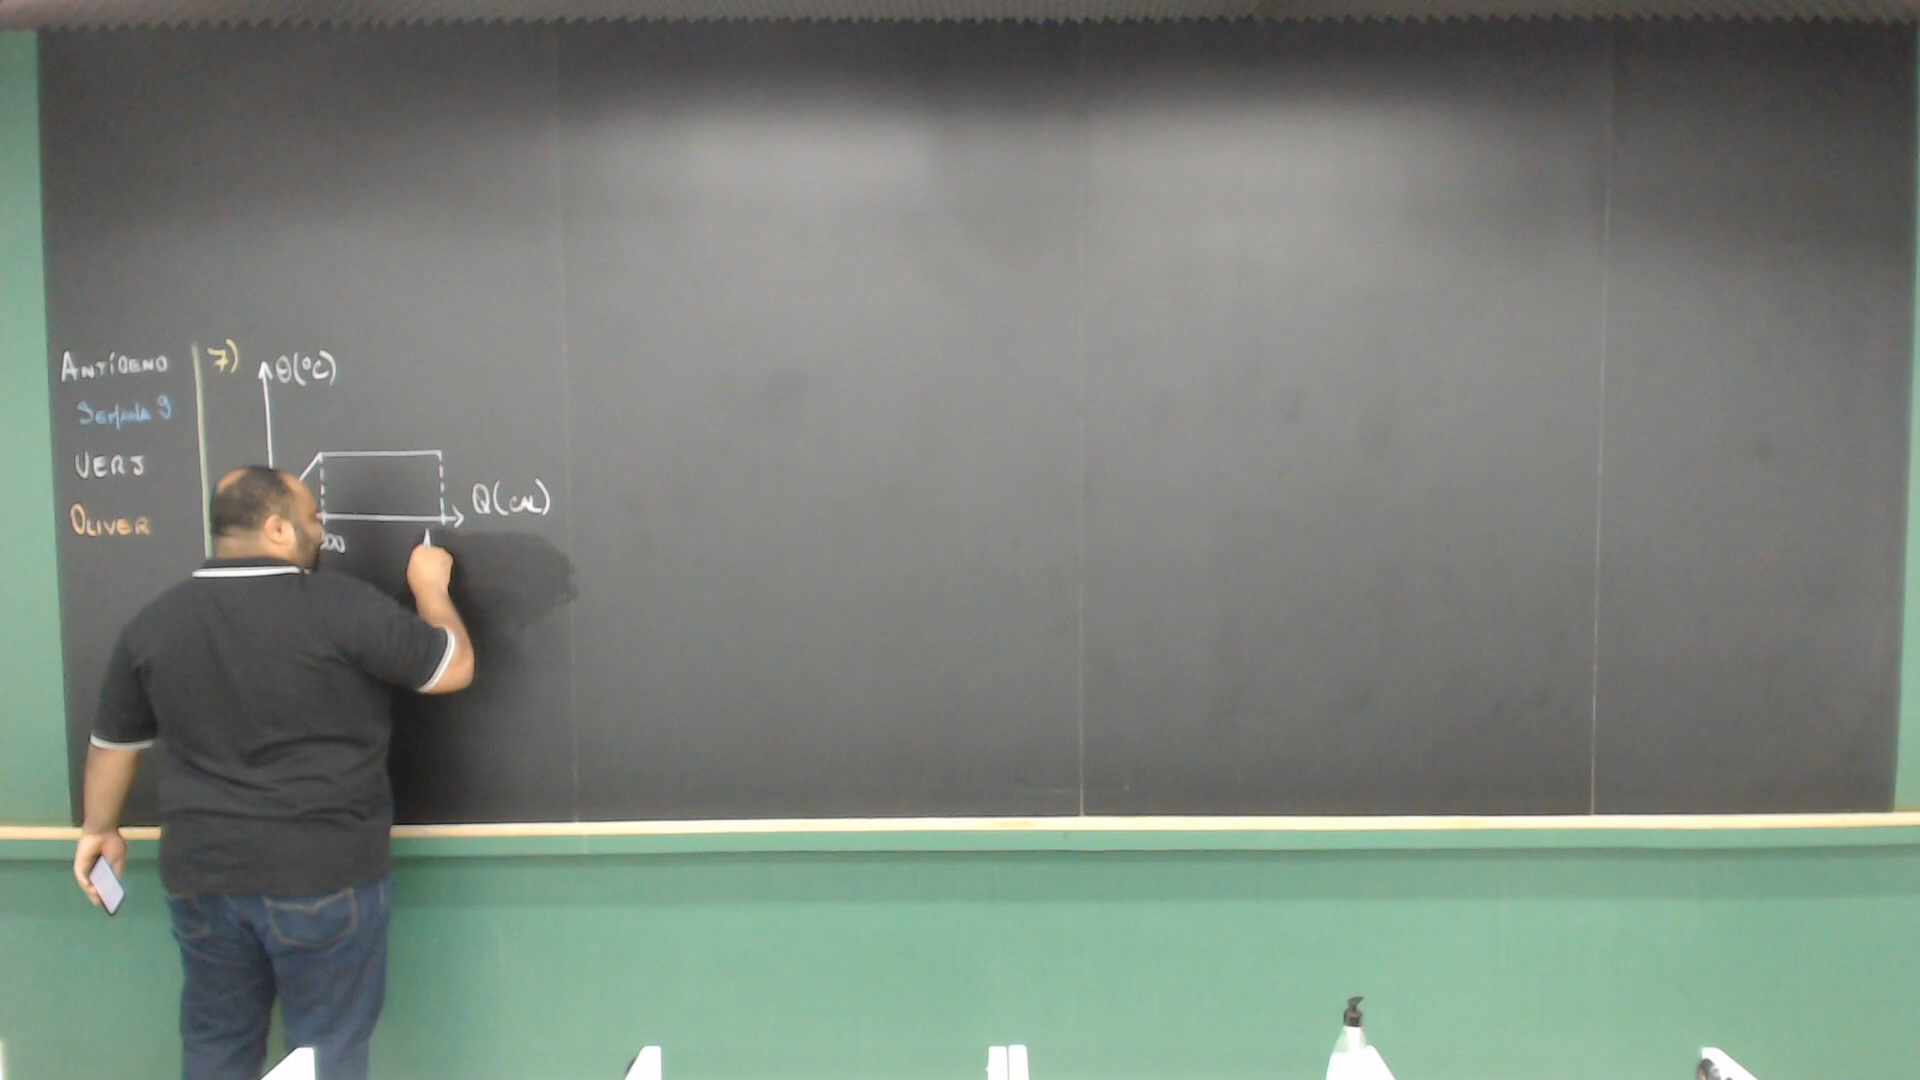 ANTÍGENO
SEMANA 9
UERJ
OLIVER
7)
θ(°C)
Q(cal)